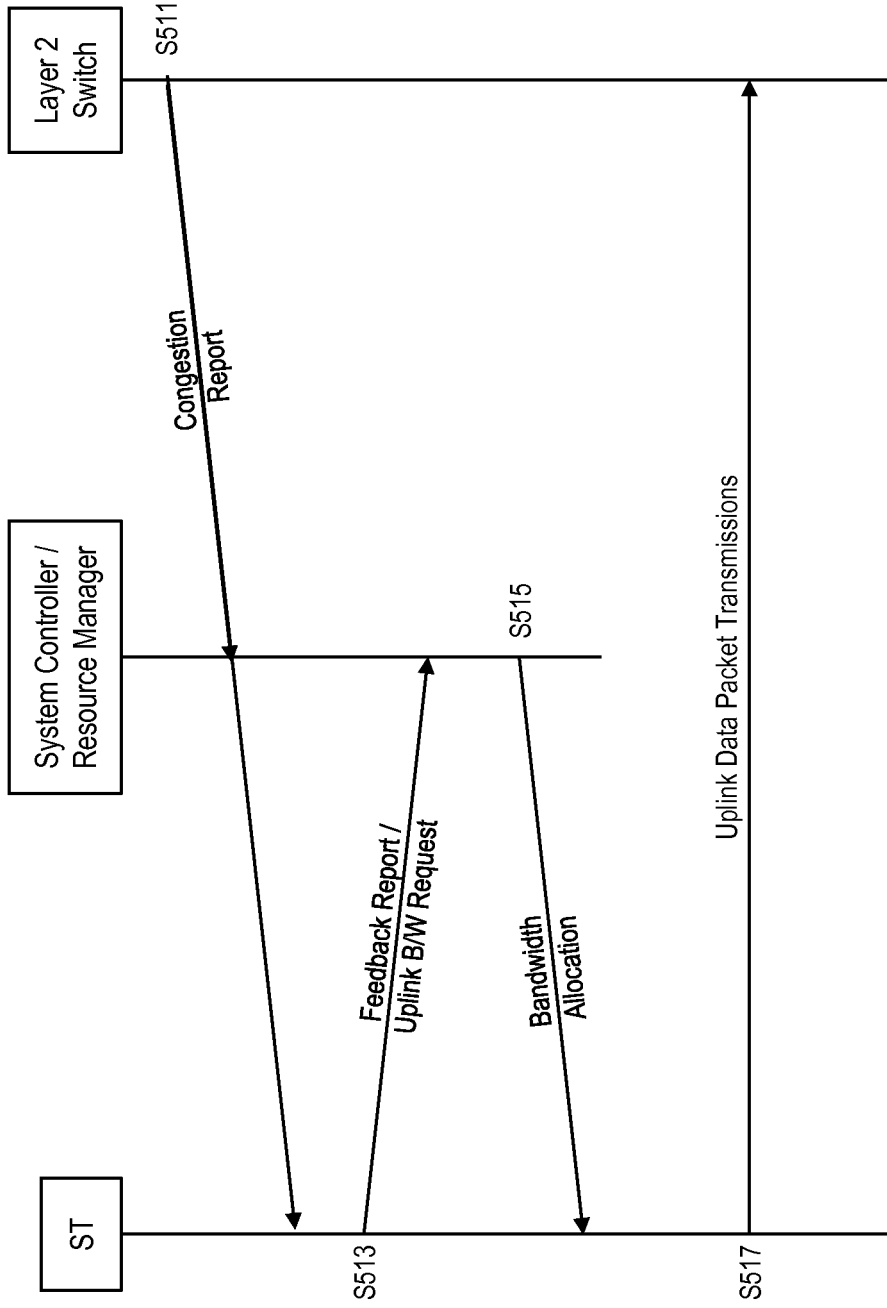 ST
System Controller /
Resource Manager
Layer 2
Switch
S511
Congestion
Report
S513
Feedback Report /
Uplink B/W Request
S515
Bandwidth
Allocation
S517
Uplink Data Packet Transmissions